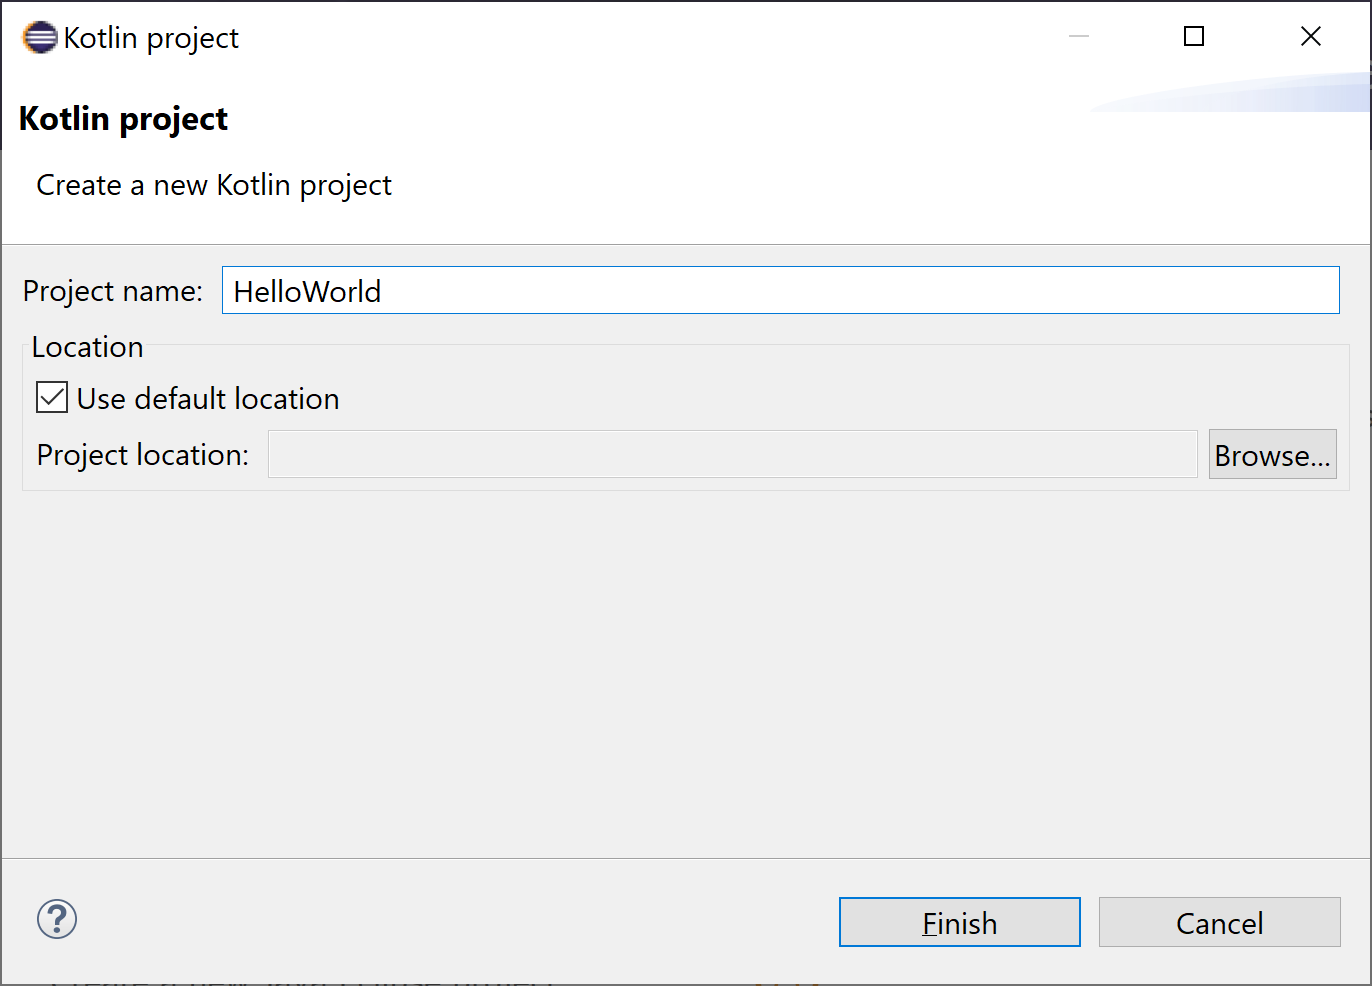 Kotlin project
Kotlin project
Create a new Kotlin project
Project name: HelloWorld
Location
Use default location
Project location: Browse...
? Finish Cancel